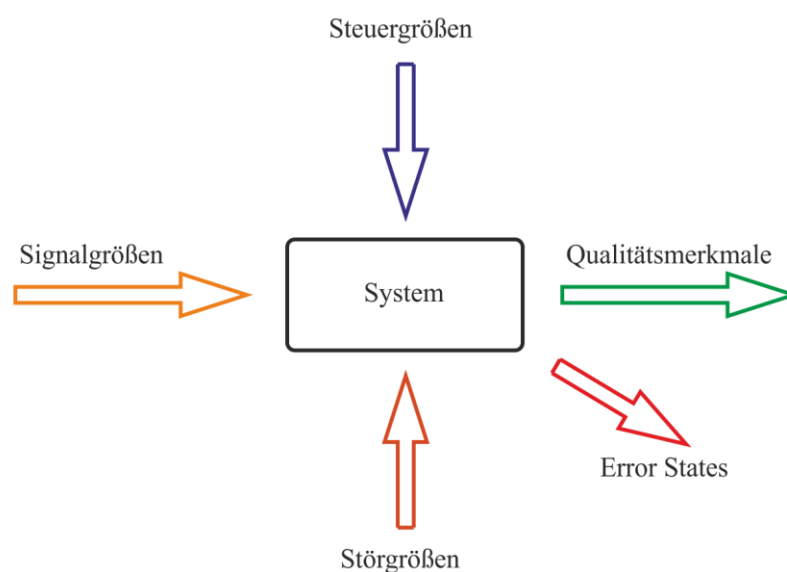 Steuergrößen
Signalgrößen
System
Qualitätsmerkmale
Error States
Störgrößen